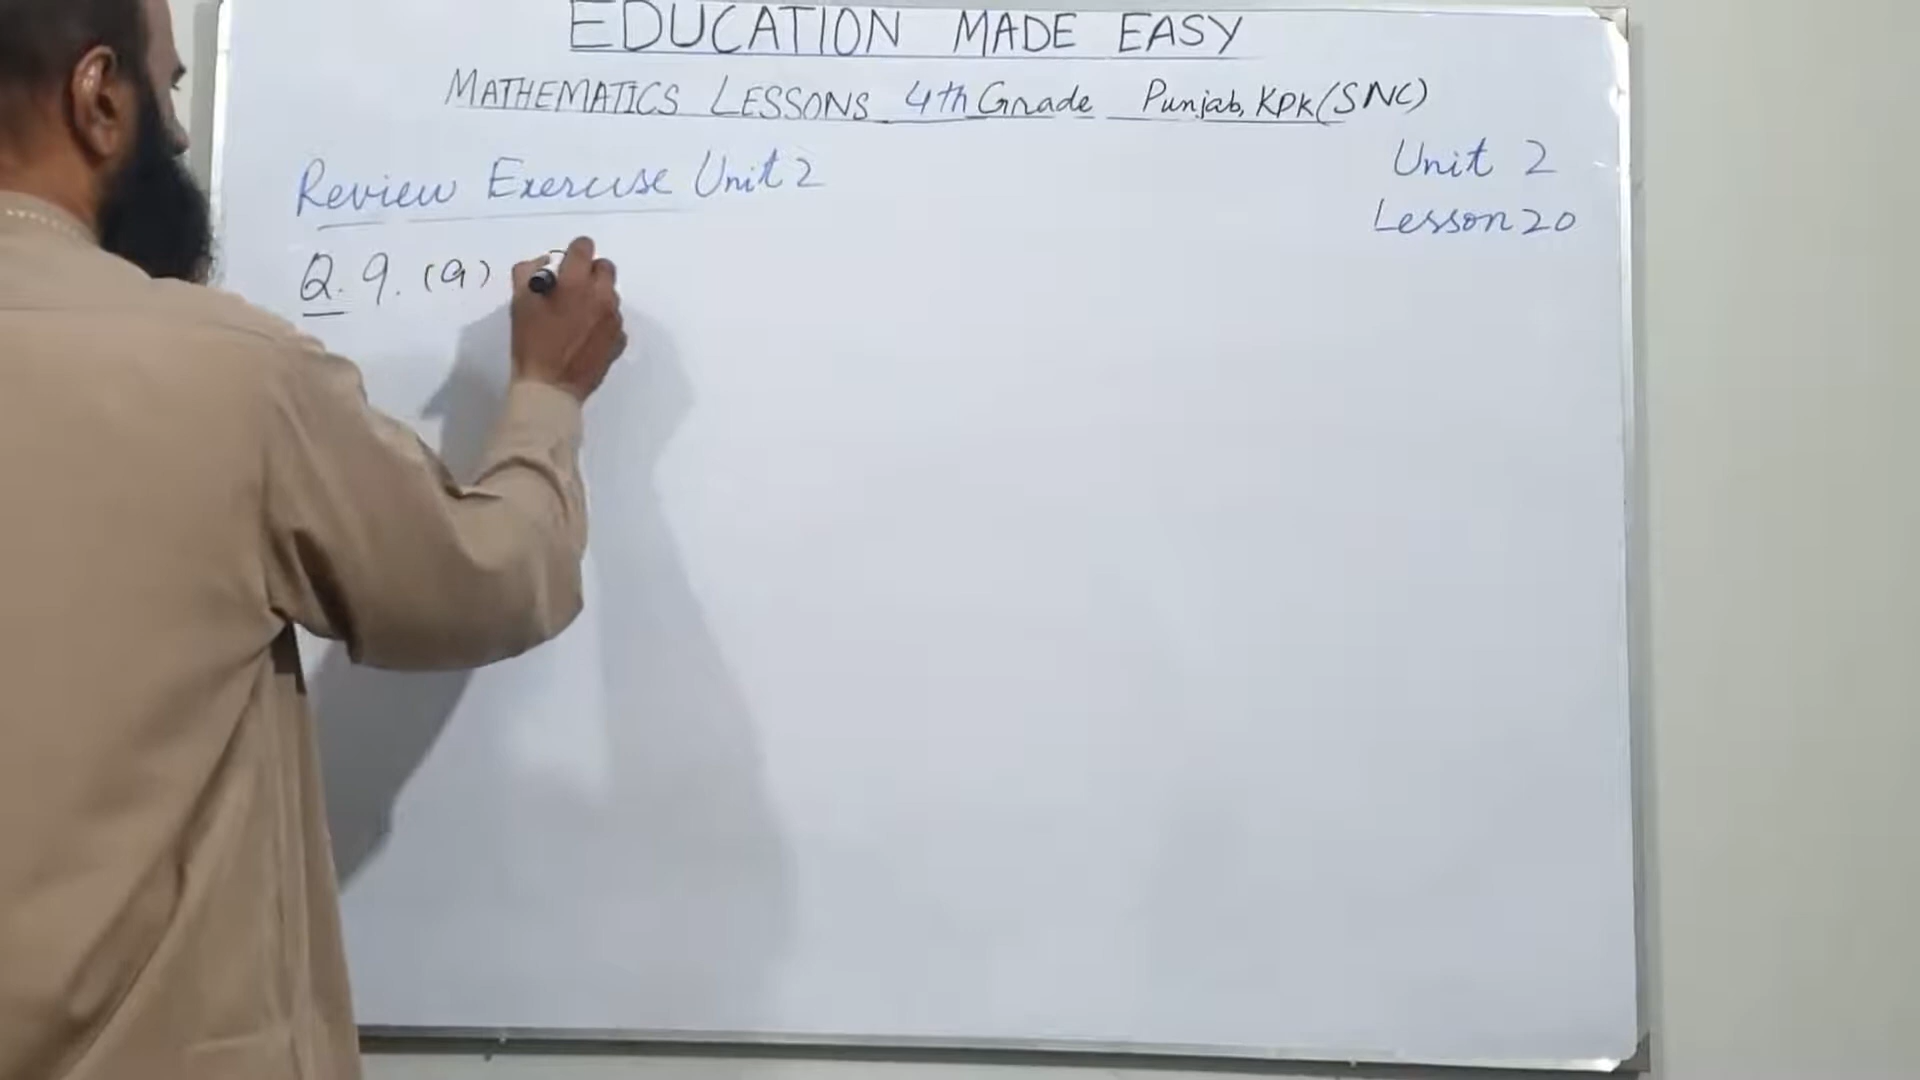 EDUCATION MADE EASY
MATHEMATICS LESSONS 4th Grade Punjab, KPK (SNC)
Review Exercise Unit 2
Unit 2
Lesson 20
Q. 9. (a)